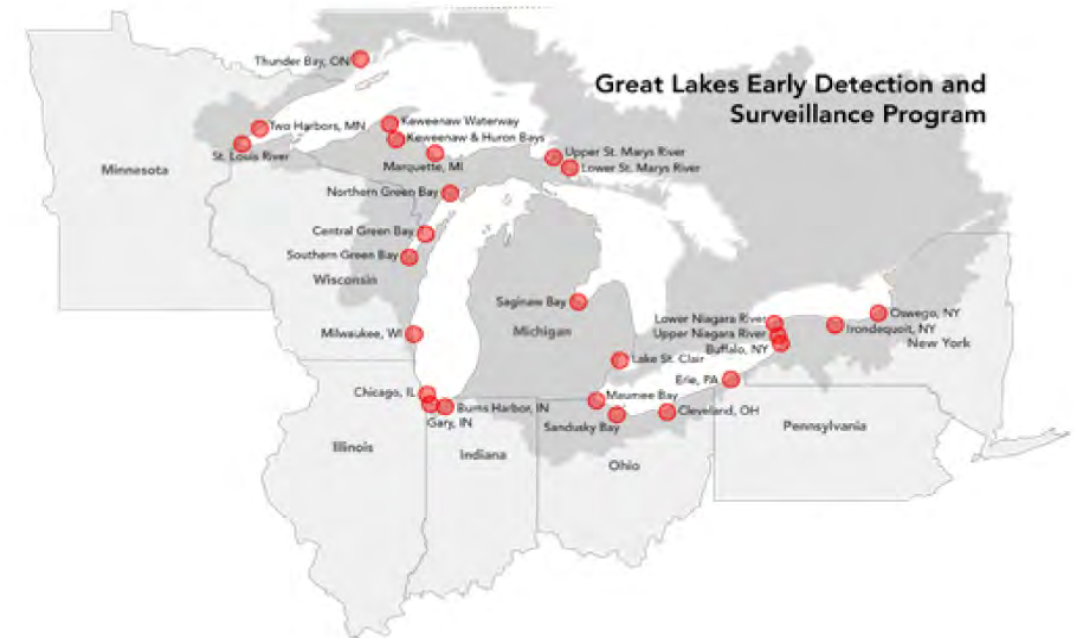 Great Lakes Early Detection and
Surveillance Program
Thunder Bay, ON
Two Harbors, MN
St. Louis River
Keweenaw Waterway
Keweenaw & Huron Bays
Marquette, MI
Upper St. Marys River
Lower St. Marys River
Minnesota
Northern Green Bay
Central Green Bay
Southern Green Bay
Wisconsin
Saginaw Bay
Michigan
Milwaukee, WI
Lower Niagara River
Upper Niagara River
Buffalo, NY
Oswego, NY
Irondequoit, NY
New York
Lake St. Clair
Erie, PA
Chicago, IL
Gary, IN
Burns Harbor, IN
Maumee Bay
Sandusky Bay
Cleveland, OH
Pennsylvania
Illinois
Indiana
Ohio